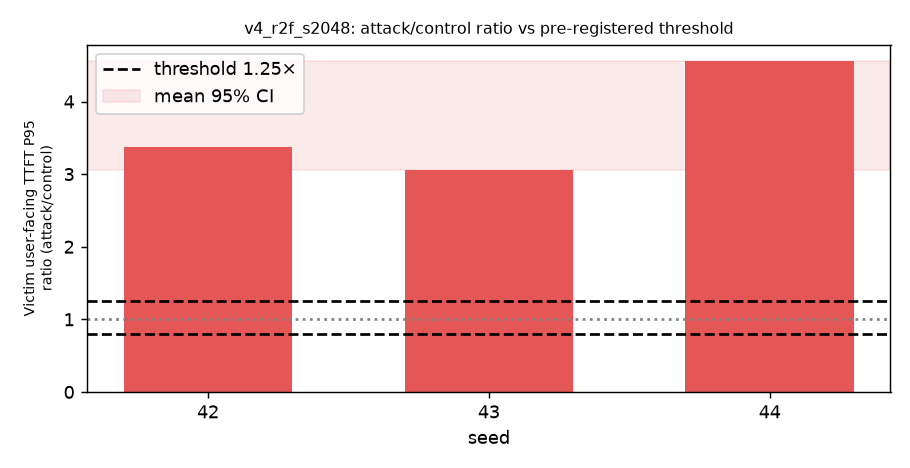 v4_r2f_s2048: attack/control ratio vs pre-registered threshold
threshold 1.25×
mean 95% CI
Victim user-facing TTFT P95
ratio (attack/control)
4
3
2
1
0
42
43
44
seed